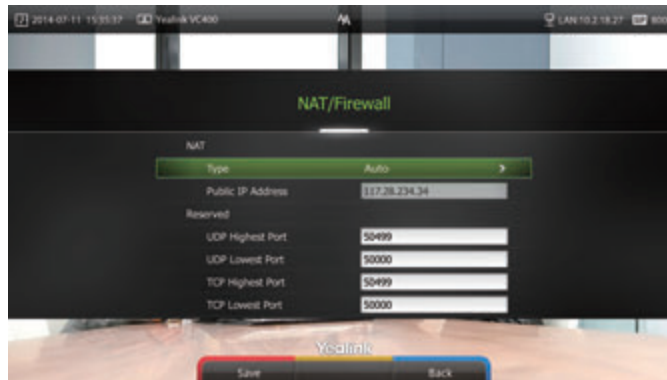 2014-07-11 15:35:37 Yealink VC400 LAN:10.2.18.27 800
NAT/Firewall
NAT
Type Auto
Public IP Address 117.28.234.34
Reserved
UDP Highest Port 50499
UDP Lowest Port 50000
TCP Highest Port 50499
TCP Lowest Port 50000
Yealink
Save Back